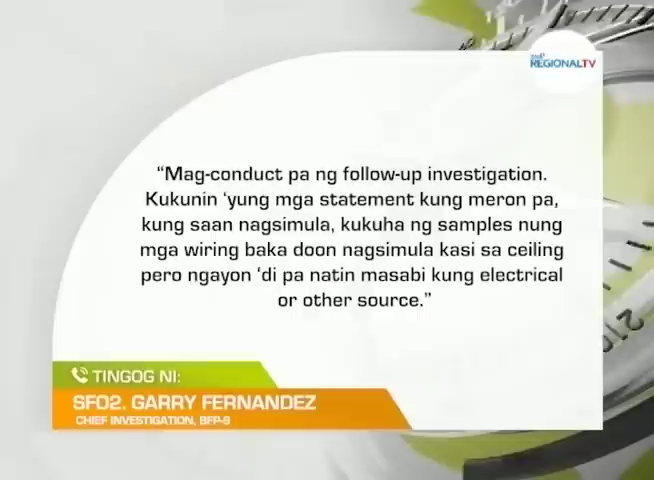 GMA
REGIONALTV
“Mag-conduct pa ng follow-up investigation.
Kukunin ‘yung mga statement kung meron pa,
kung saan nagsimula, kukuha ng samples nung
mga wiring baka doon nagsimula kasi sa ceiling
pero ngayon ‘di pa natin masabi kung electrical
or other source.”
TINGOG NI:
SFO2. GARRY FERNANDEZ
CHIEF INVESTIGATION, BFP-9